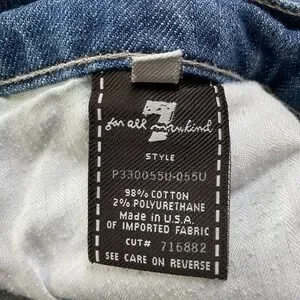 7
for all mankind
STYLE
P330055U-055U
98% COTTON
2% POLYURETHANE
Made in U.S.A.
OF IMPORTED FABRIC
CUT# 716882
SEE CARE ON REVERSE